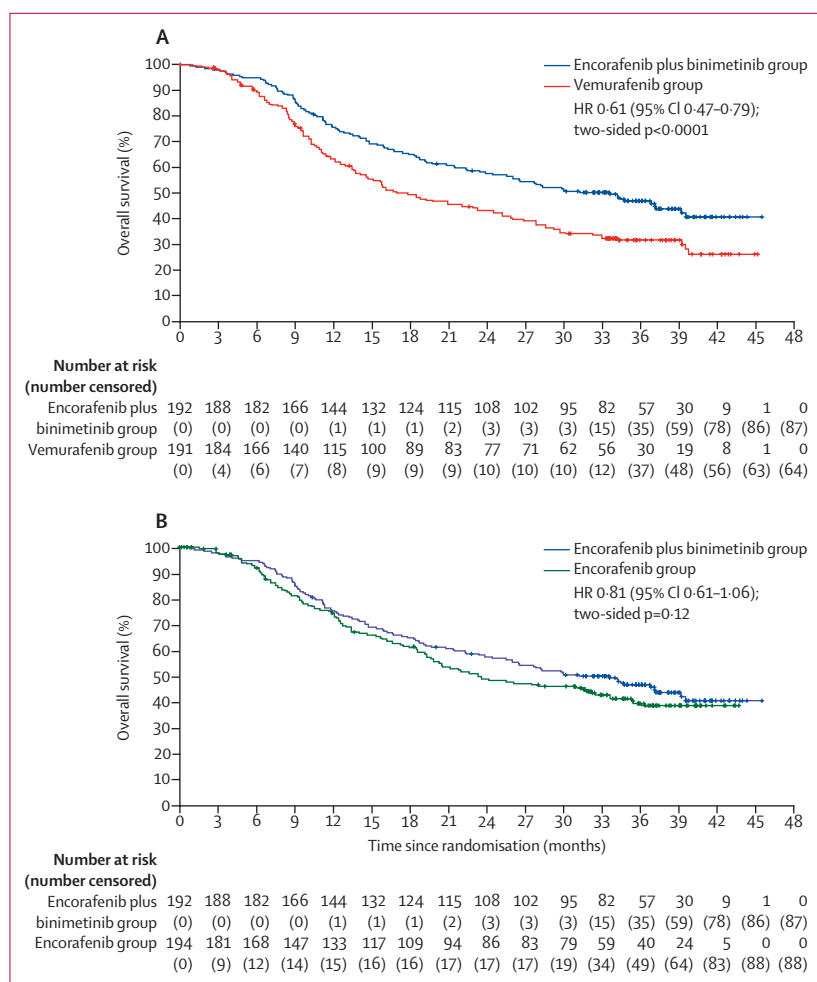 A
100
90
80
70
60
50
40
30
20
10
0
Overall survival (%)
Encorafenib plus binimetinib group
Vemurafenib group
HR 0·61 (95% CI 0·47–0·79);
two-sided p<0·0001
0 3 6 9 12 15 18 21 24 27 30 33 36 39 42 45 48
Number at risk
(number censored)
Encorafenib plus 192 188 182 166 144 132 124 115 108 102 95 82 57 30 9 1 0
binimetinib group (0) (0) (0) (0) (1) (1) (1) (2) (3) (3) (3) (15) (35) (59) (78) (86) (87)
Vemurafenib group 191 184 166 140 115 100 89 83 77 71 62 56 30 19 8 1 0
(0) (4) (6) (7) (8) (9) (9) (9) (10) (10) (10) (12) (37) (48) (56) (63) (64)
B
100
90
80
70
60
50
40
30
20
10
0
Overall survival (%)
Encorafenib plus binimetinib group
Encorafenib group
HR 0·81 (95% CI 0·61–1·06);
two-sided p=0·12
0 3 6 9 12 15 18 21 24 27 30 33 36 39 42 45 48
Time since randomisation (months)
Number at risk
(number censored)
Encorafenib plus 192 188 182 166 144 132 124 115 108 102 95 82 57 30 9 1 0
binimetinib group (0) (0) (0) (0) (1) (1) (1) (2) (3) (3) (3) (15) (35) (59) (78) (86) (87)
Encorafenib group 194 181 168 147 133 117 109 94 86 83 79 59 40 24 5 0 0
(0) (9) (12) (14) (15) (16) (16) (17) (17) (17) (19) (34) (49) (64) (83) (88) (88)